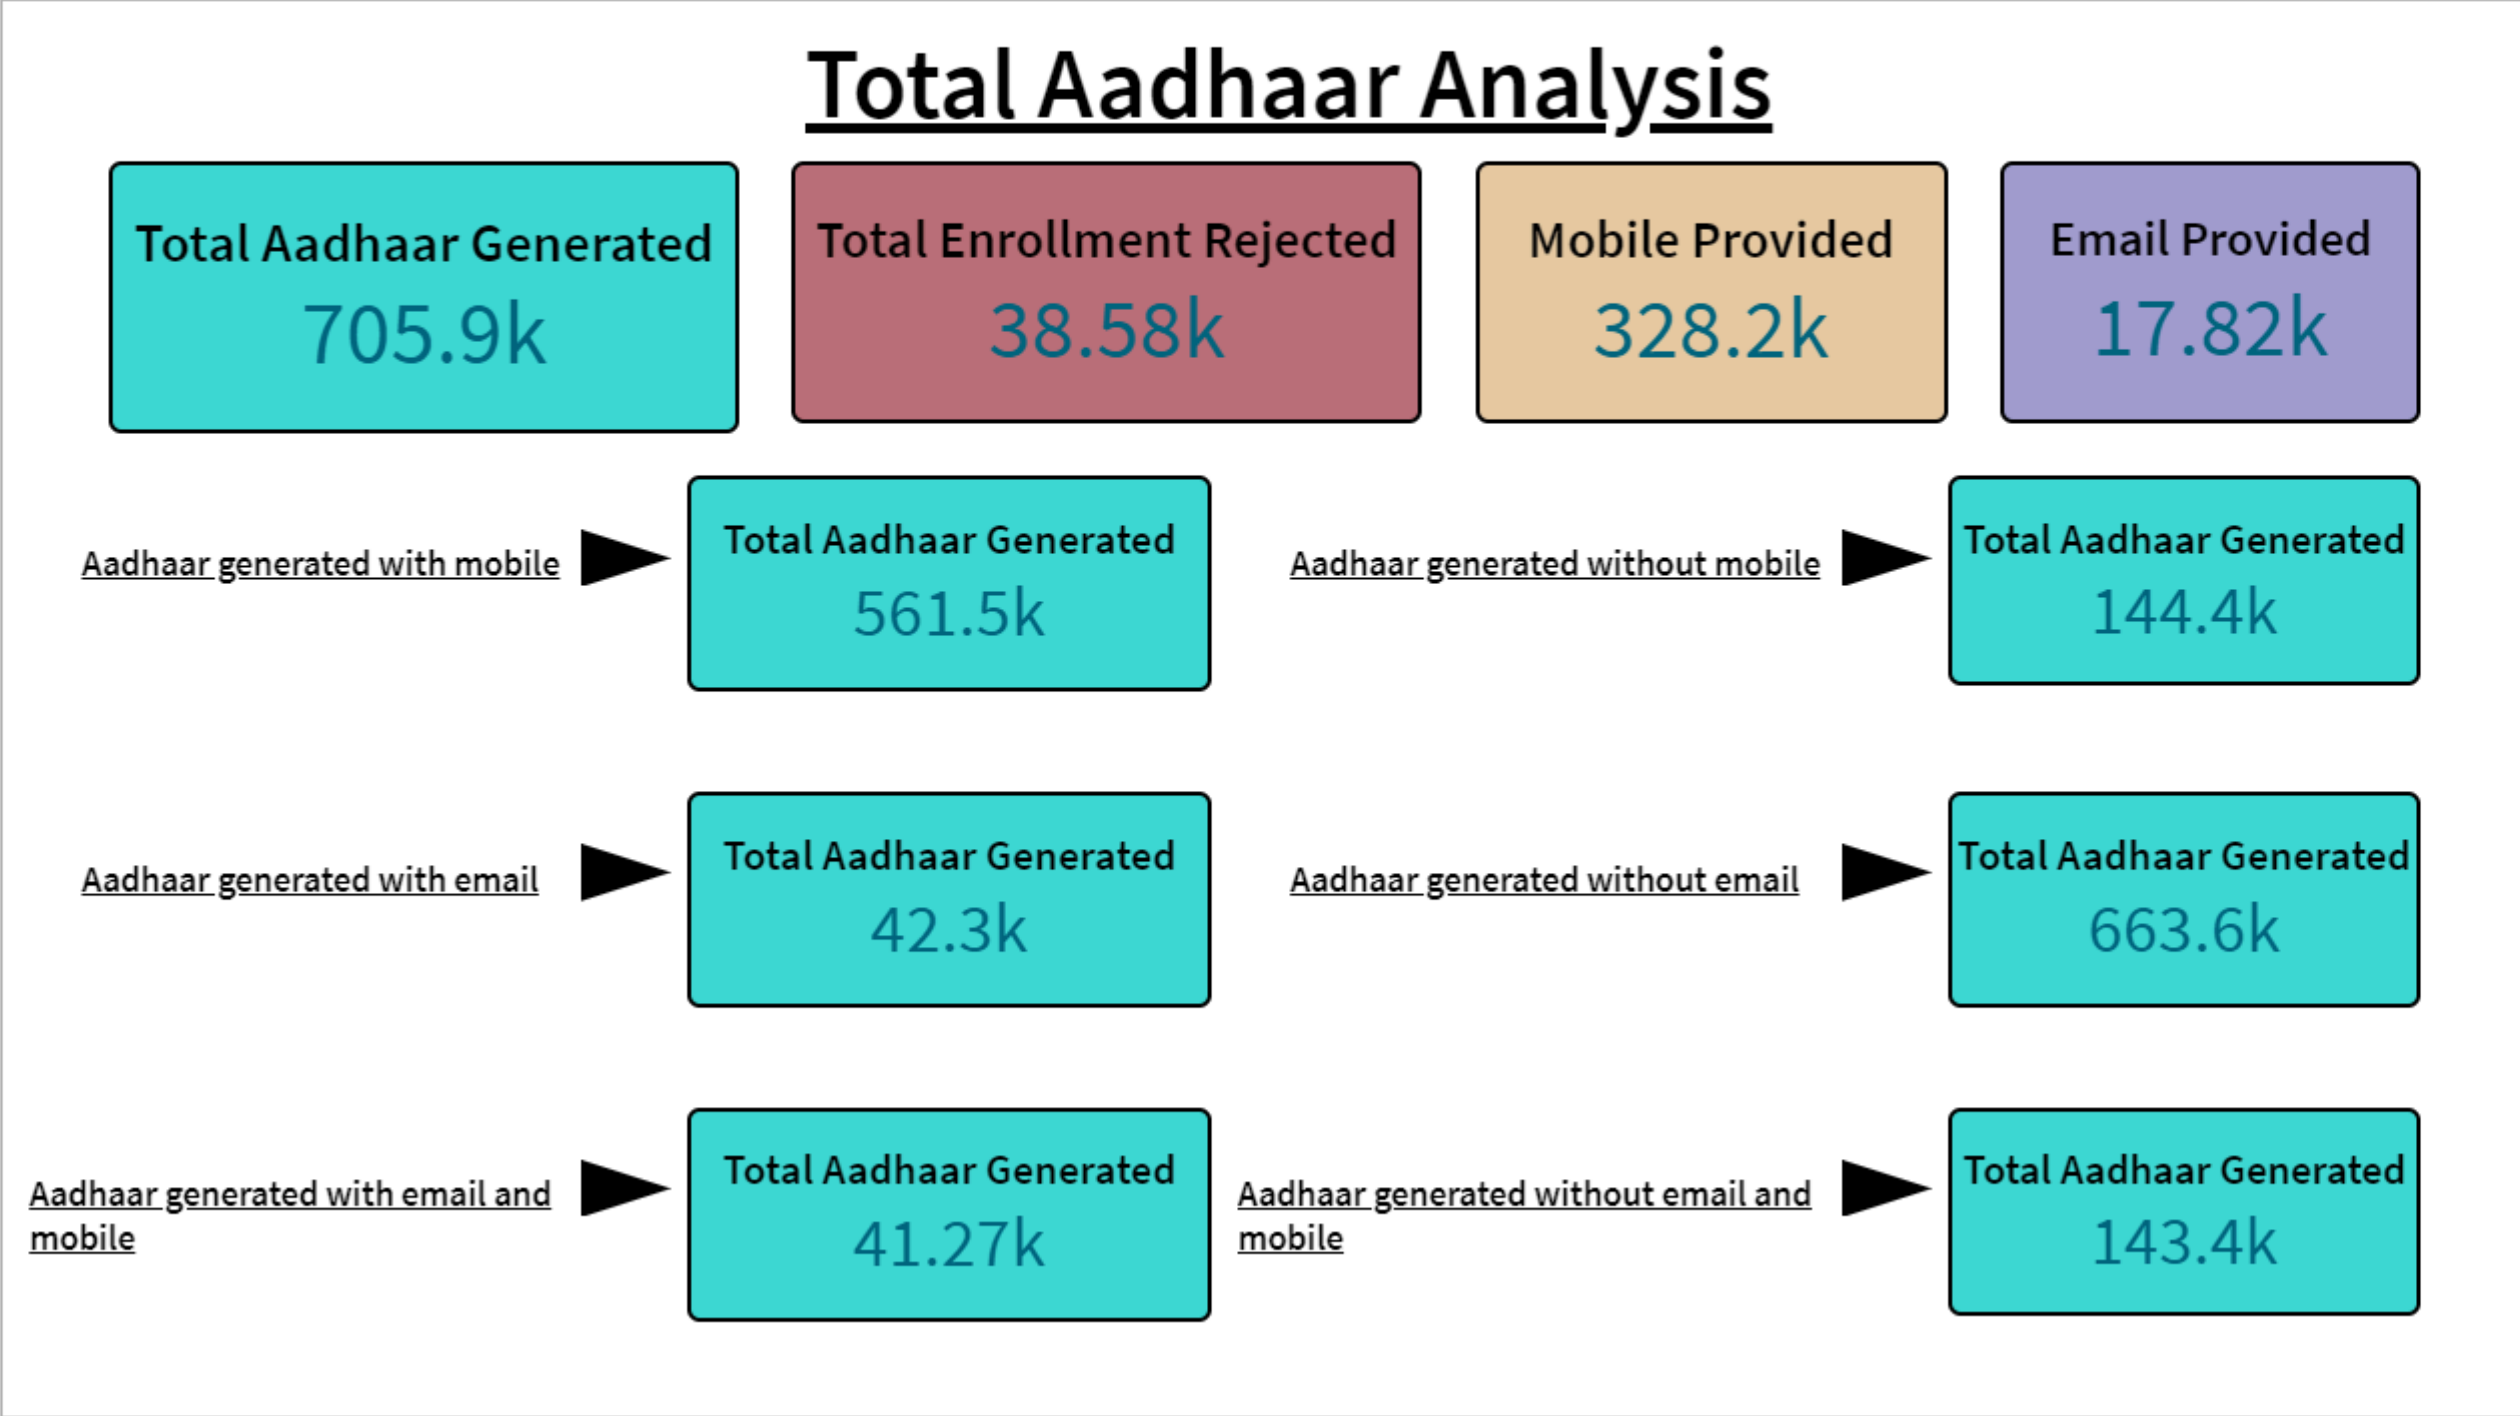 Total Aadhaar Analysis
Total Aadhaar Generated
705.9k
Total Enrollment Rejected
38.58k
Mobile Provided
328.2k
Email Provided
17.82k
Aadhaar generated with mobile
Total Aadhaar Generated
561.5k
Aadhaar generated without mobile
Total Aadhaar Generated
144.4k
Aadhaar generated with email
Total Aadhaar Generated
42.3k
Aadhaar generated without email
Total Aadhaar Generated
663.6k
Aadhaar generated with email and
mobile
Total Aadhaar Generated
41.27k
Aadhaar generated without email and
mobile
Total Aadhaar Generated
143.4k